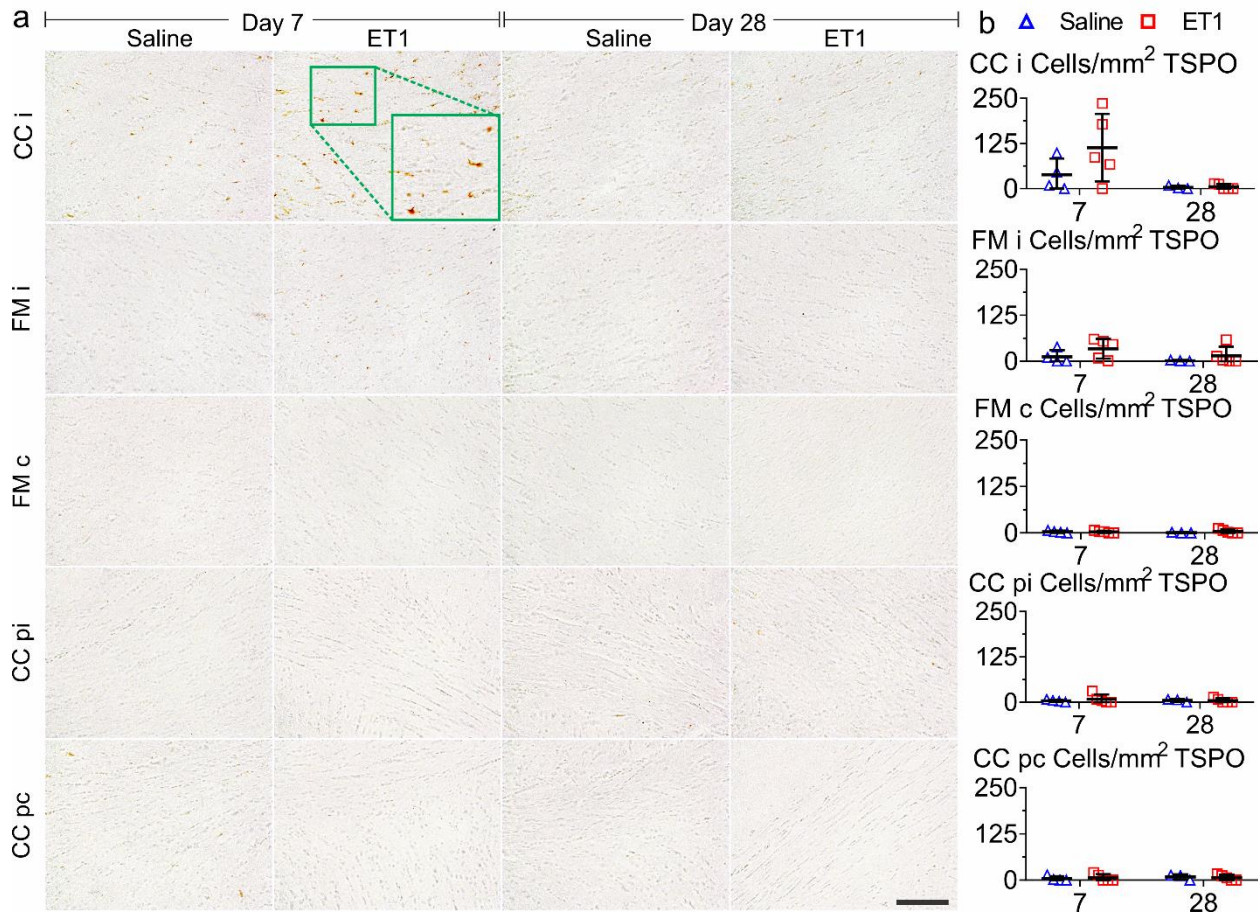 a
Day 7
Day 28
Saline
ET1
Saline
ET1
CC i
FM i
FM c
CC pi
CC pc
b
Saline
ET1
CC i Cells/mm² TSPO
250
125
0
7
28
FM i Cells/mm² TSPO
250
125
0
7
28
FM c Cells/mm² TSPO
250
125
0
7
28
CC pi Cells/mm² TSPO
250
125
0
7
28
CC pc Cells/mm² TSPO
250
125
0
7
28